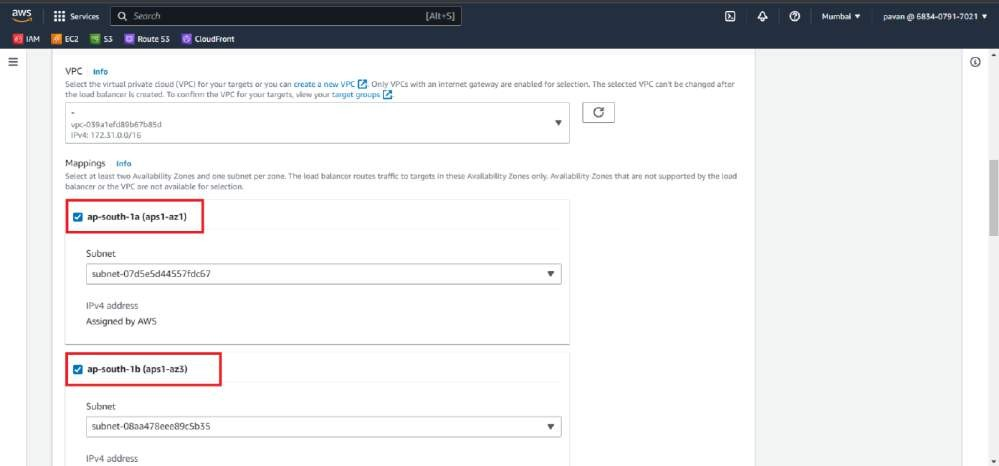 aws
Services
Search
[Alt+S]
Mumbai
pavan @ 6834-0791-7021
IAM
EC2
S3
Route 53
CloudFront
VPC Info
Select the virtual private cloud (VPC) for your targets or you can create a new VPC. Only VPCs with an internet gateway are enabled for selection. The selected VPC can't be changed after
the load balancer is created. To confirm the VPC for your targets, view your target groups.
-
vpc-039a1efd89b67b85d
IPv4: 172.31.0.0/16
Mappings Info
Select at least two Availability Zones and one subnet per zone. The load balancer routes traffic to targets in these Availability Zones only. Availability Zones that are not supported by the load
balancer or the VPC are not available for selection.
ap-south-1a (aps1-az1)
Subnet
subnet-07d5e5d44557fdc67
IPv4 address
Assigned by AWS
ap-south-1b (aps1-az3)
Subnet
subnet-08aa478eee89c5b35
IPv4 address